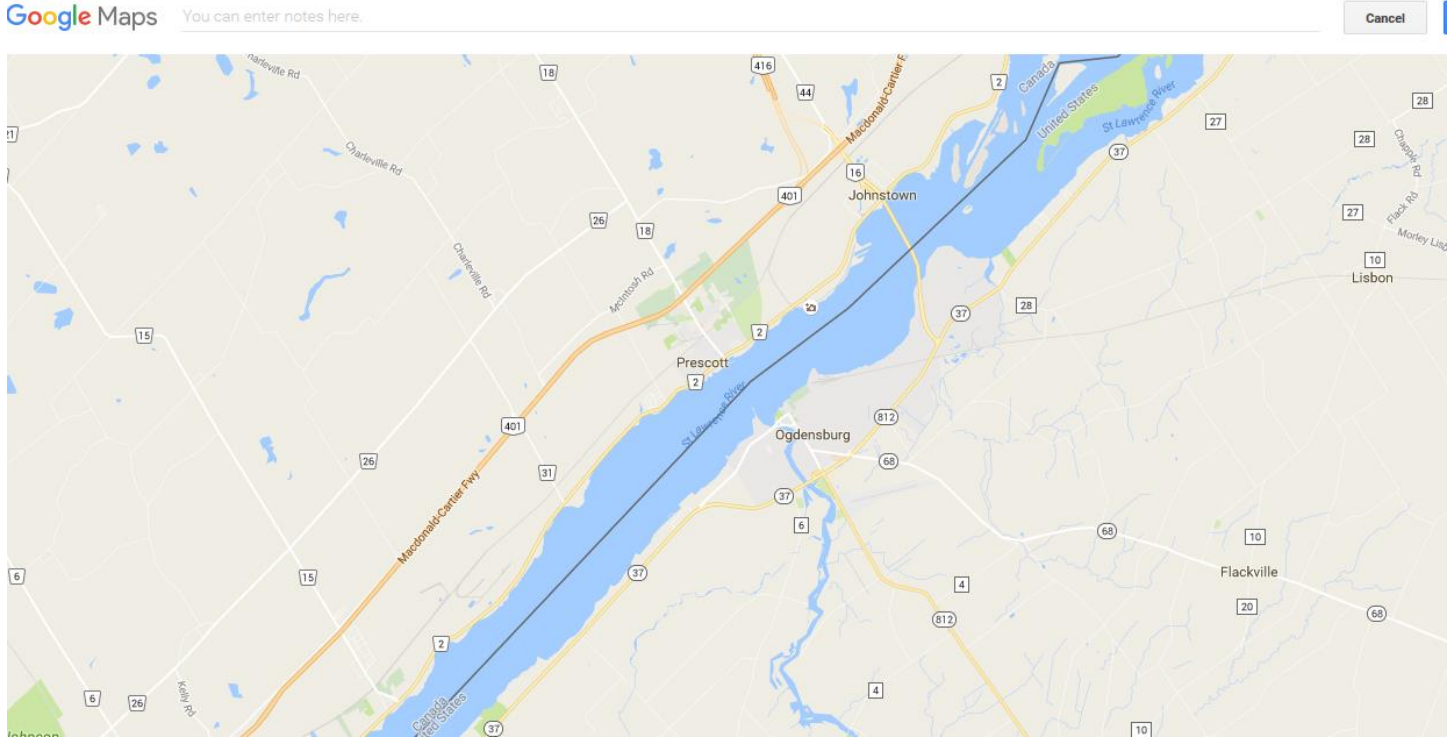 Google Maps You can enter notes here. Cancel
Charleville Rd
18
416
2
Canada
United States
28
44
Macdonald-Cartier F
St Lawrence River
27
21
28
Chapple Rd
Charleville Rd
37
16
401
Johnstown
27
Flack Rd
26
18
Morley Lisb
Charleville Rd
10
Lisbon
McIntosh Rd
28
37
15
2
Prescott
2
St Lawrence River
812
401
Ogdensburg
26
68
31
37
Macdonald-Cartier Fwy
6
68
10
6
15
37
4
Flackville
20
68
812
2
Kelly Rd
6
26
4
Canada
United States
37
10
Johnson